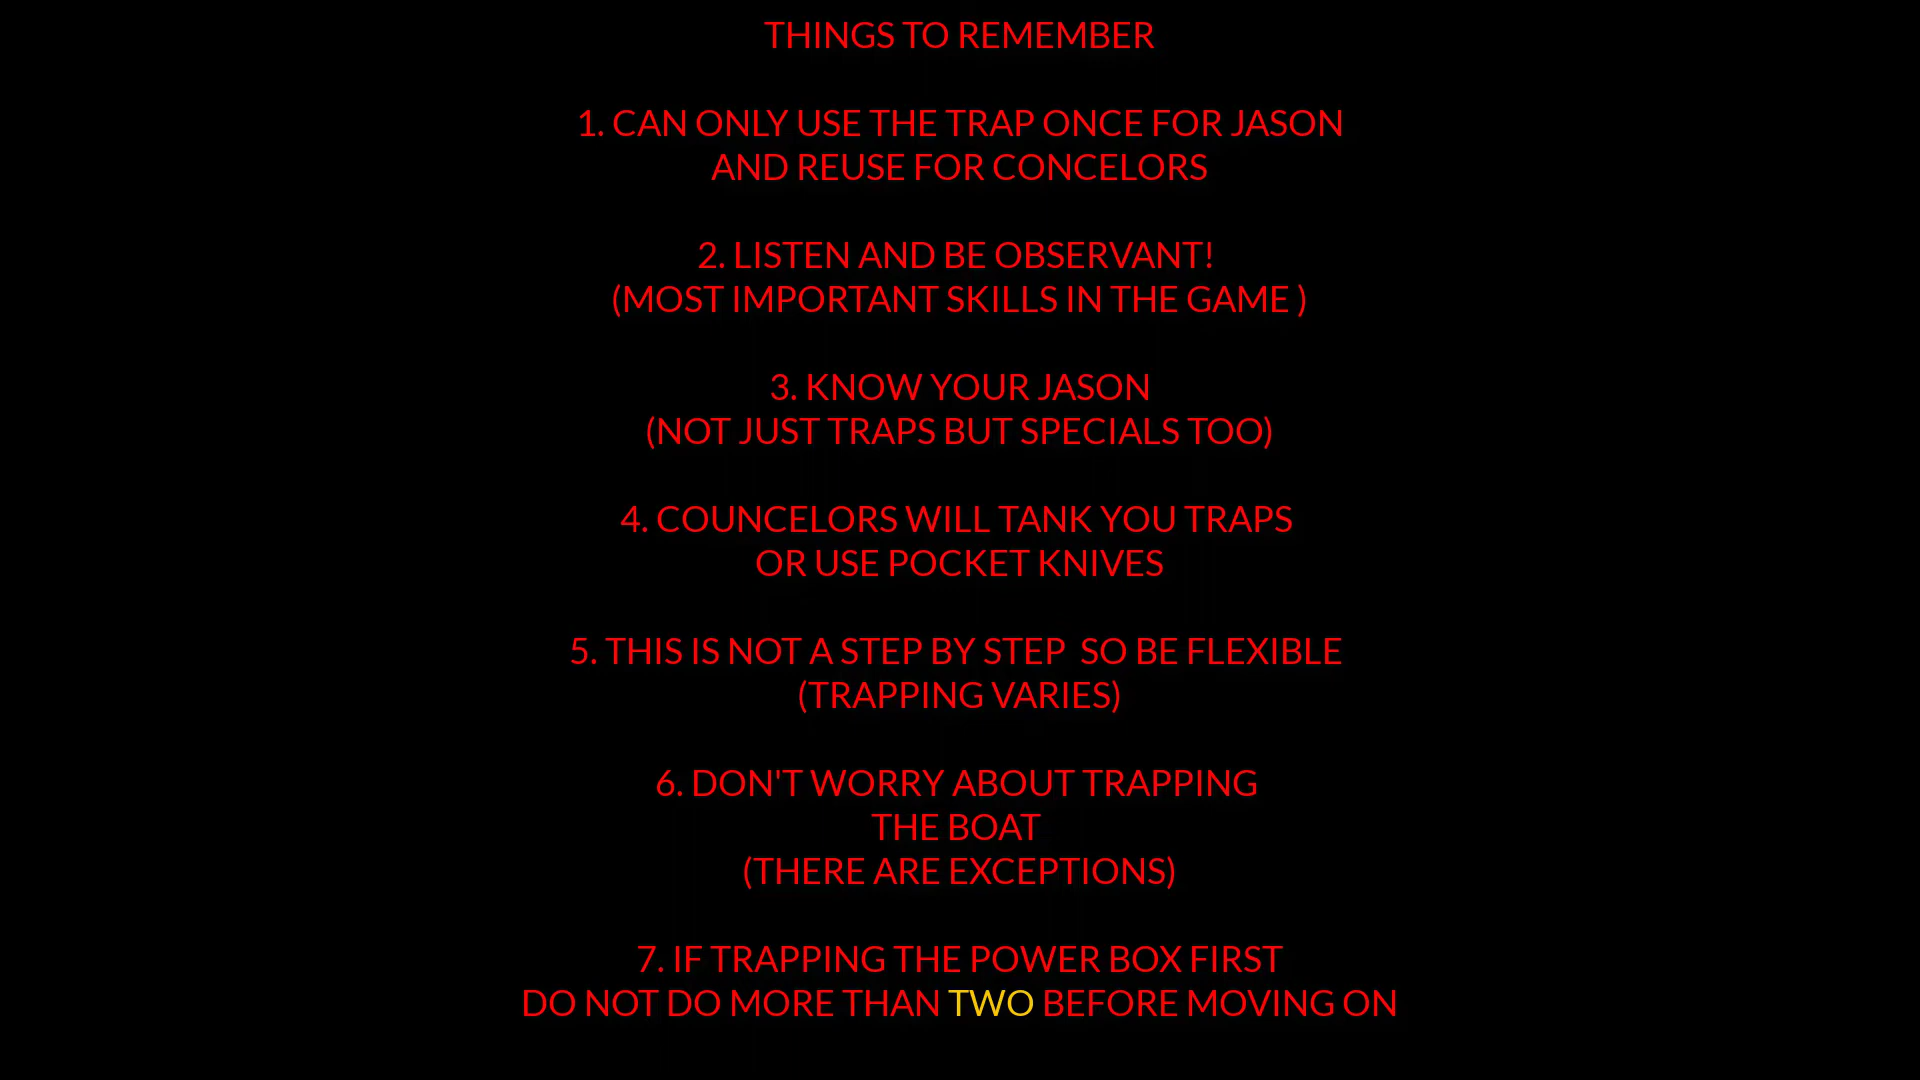 THINGS TO REMEMBER
1. CAN ONLY USE THE TRAP ONCE FOR JASON
AND REUSE FOR CONCELORS
2. LISTEN AND BE OBSERVANT!
(MOST IMPORTANT SKILLS IN THE GAME )
3. KNOW YOUR JASON
(NOT JUST TRAPS BUT SPECIALS TOO)
4. COUNCELORS WILL TANK YOU TRAPS
OR USE POCKET KNIVES
5. THIS IS NOT A STEP BY STEP  SO BE FLEXIBLE
(TRAPPING VARIES)
6. DON'T WORRY ABOUT TRAPPING
THE BOAT
(THERE ARE EXCEPTIONS)
7. IF TRAPPING THE POWER BOX FIRST
DO NOT DO MORE THAN TWO BEFORE MOVING ON